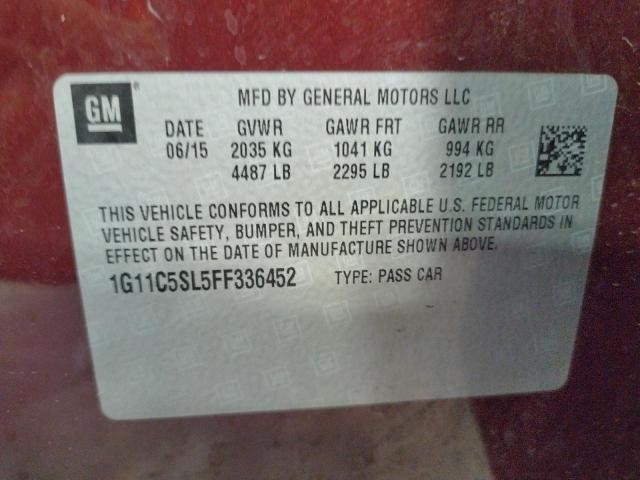 GM
MFD BY GENERAL MOTORS LLC
DATE GVWR GAWR FRT GAWR RR
06/15 2035 KG 1041 KG 994 KG
4487 LB 2295 LB 2192 LB
THIS VEHICLE CONFORMS TO ALL APPLICABLE U.S. FEDERAL MOTOR
VEHICLE SAFETY, BUMPER, AND THEFT PREVENTION STANDARDS IN
EFFECT ON THE DATE OF MANUFACTURE SHOWN ABOVE.
1G11C5SL5FF336452 TYPE: PASS CAR